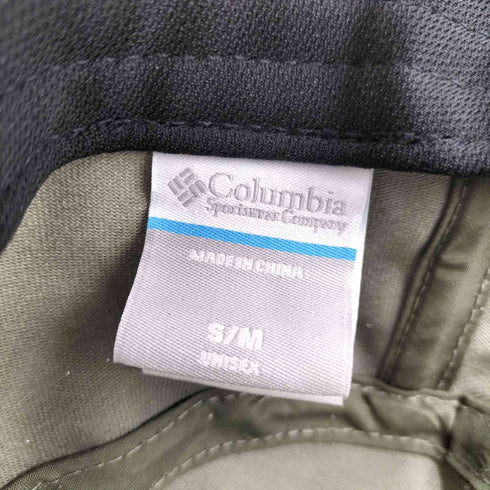 Columbia
Sportswear Company
MADE IN CHINA
S/M
UNISEX